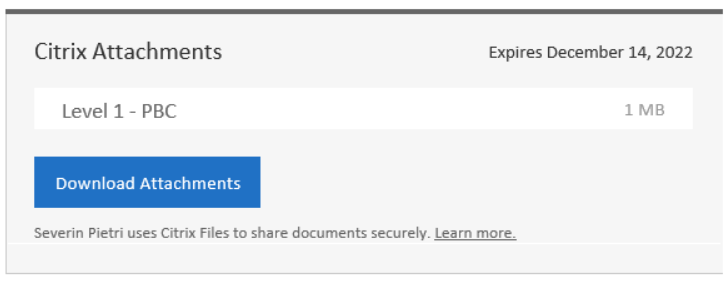 Citrix Attachments Expires December 14, 2022
Level 1 - PBC 1 MB
Download Attachments
Severin Pietri uses Citrix Files to share documents securely. Learn more.